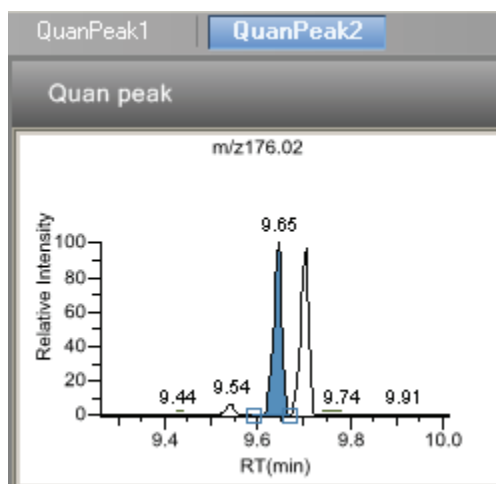 QuanPeak1 QuanPeak2
Quan peak
m/z176.02
9.65
100
80
60
40
20
0
9.44 9.54 9.74 9.91
9.4 9.6 9.8 10.0
RT(min)
Relative Intensity